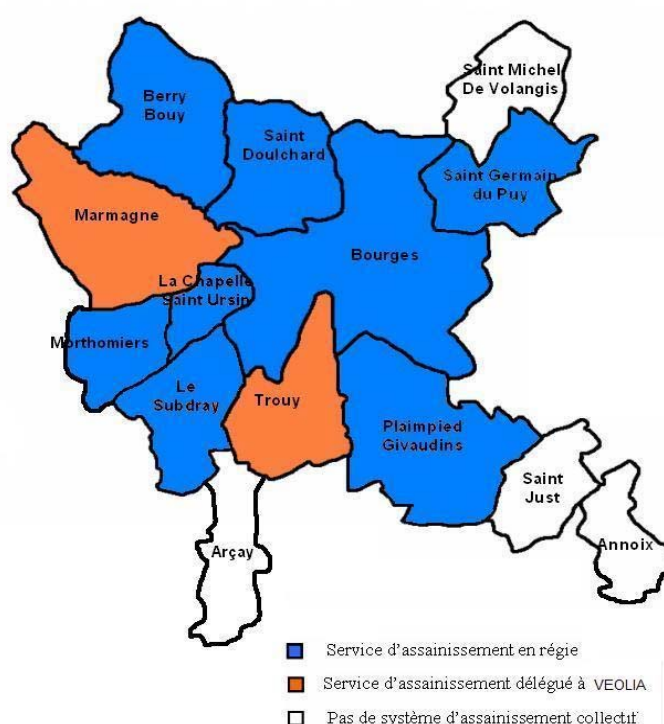 Saint Michel
De Volangis
Berry
Bouy
Saint
Doulchard
Saint Germain
du Puy
Marmagne
Bourges
La Chapelle
Saint Ursin
Morthomiers
Le
Subdray
Trouy
Plaimpied
Givaudins
Saint
Just
Annoix
Arçay
Service d'assainissement en régie
Service d'assainissement délégué à VEOLIA
Pas de système d'assainissement collectif